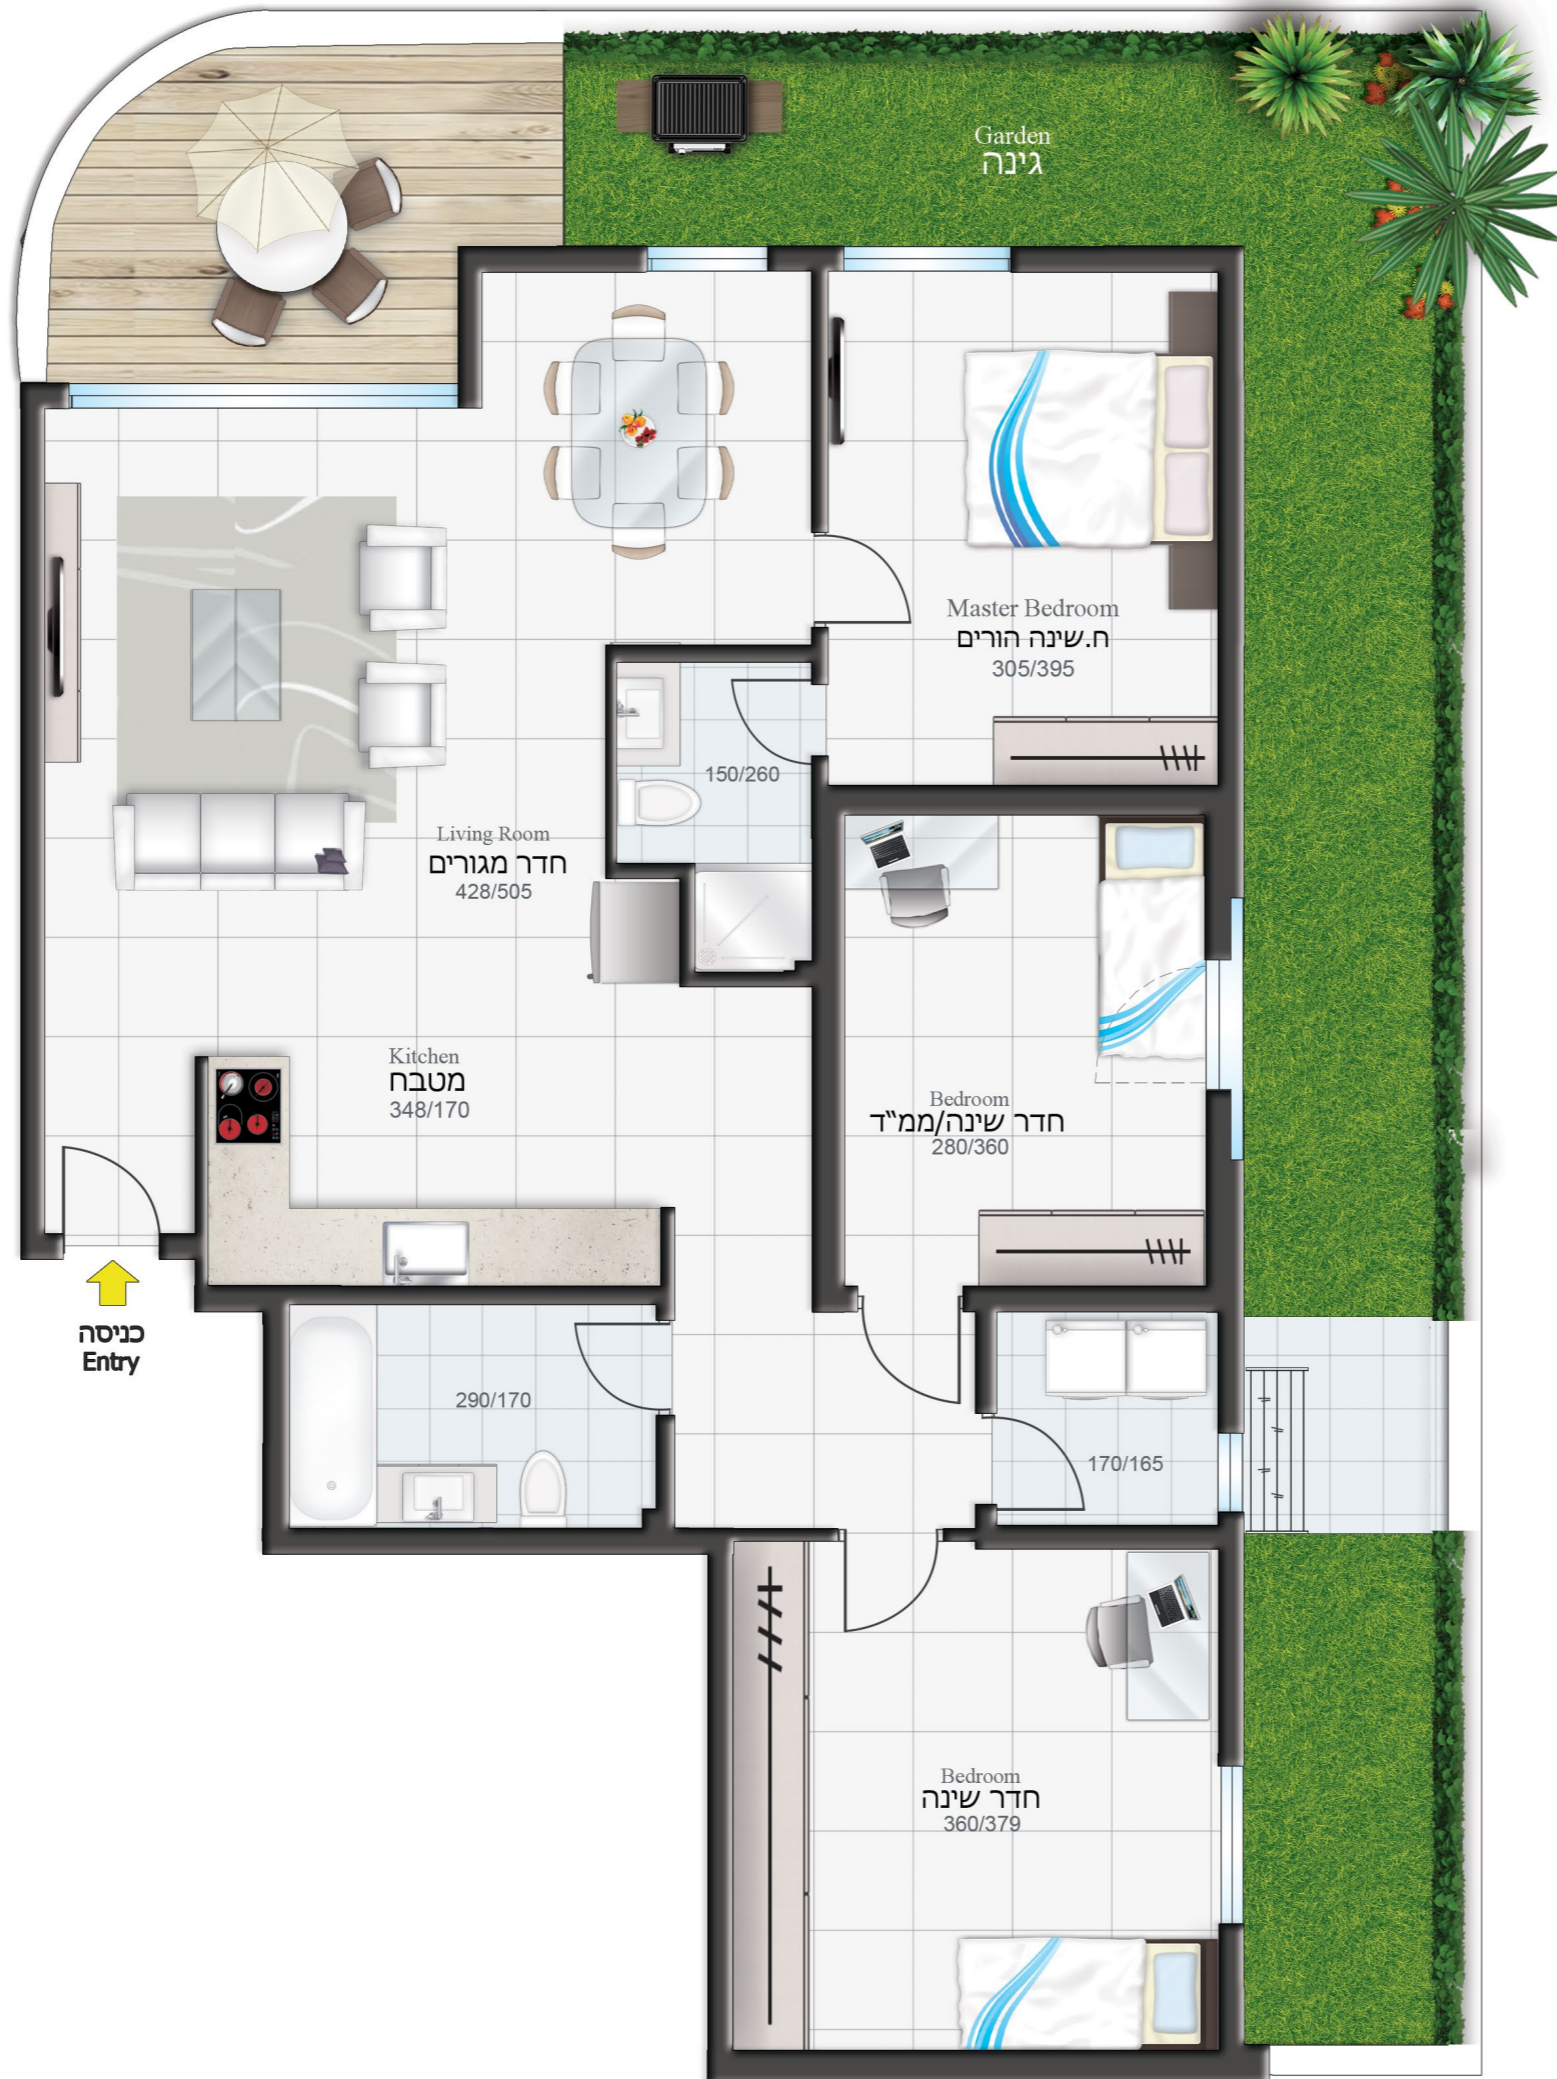 Garden
גינה
Master Bedroom
ח.שינה הורים
305/395
150/260
Living Room
חדר מגורים
428/505
Kitchen
מטבח
348/170
Bedroom
חדר שינה/ממ"ד
280/360
כניסה
Entry
290/170
170/165
Bedroom
חדר שינה
360/379